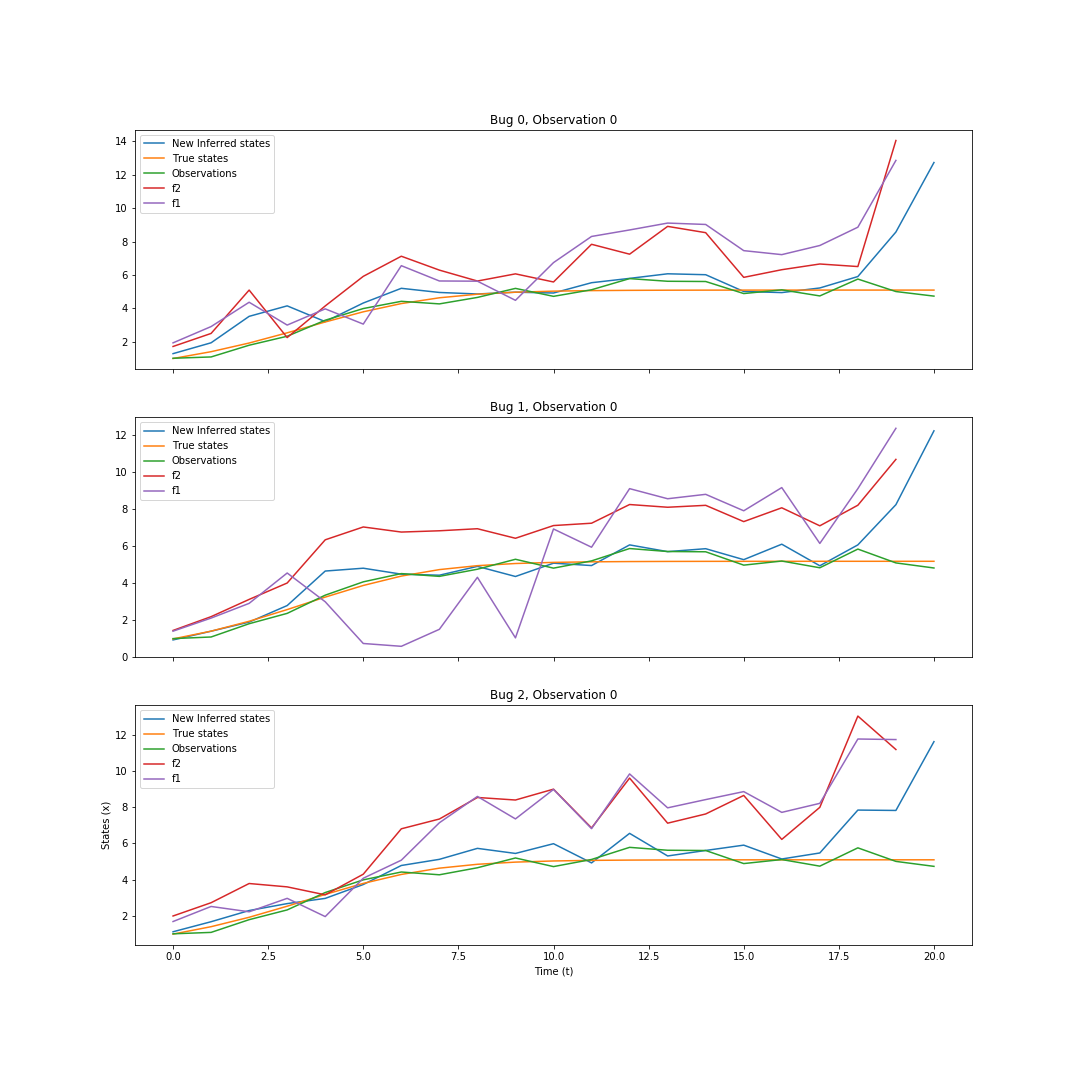 Bug 0, Observation 0
14
12
10
8
6
4
2
New Inferred states
True states
Observations
f2
f1
Bug 1, Observation 0
12
10
8
6
4
2
0
New Inferred states
True states
Observations
f2
f1
Bug 2, Observation 0
12
10
8
6
4
2
New Inferred states
True states
Observations
f2
f1
States (x)
0.0 2.5 5.0 7.5 10.0 12.5 15.0 17.5 20.0
Time (t)